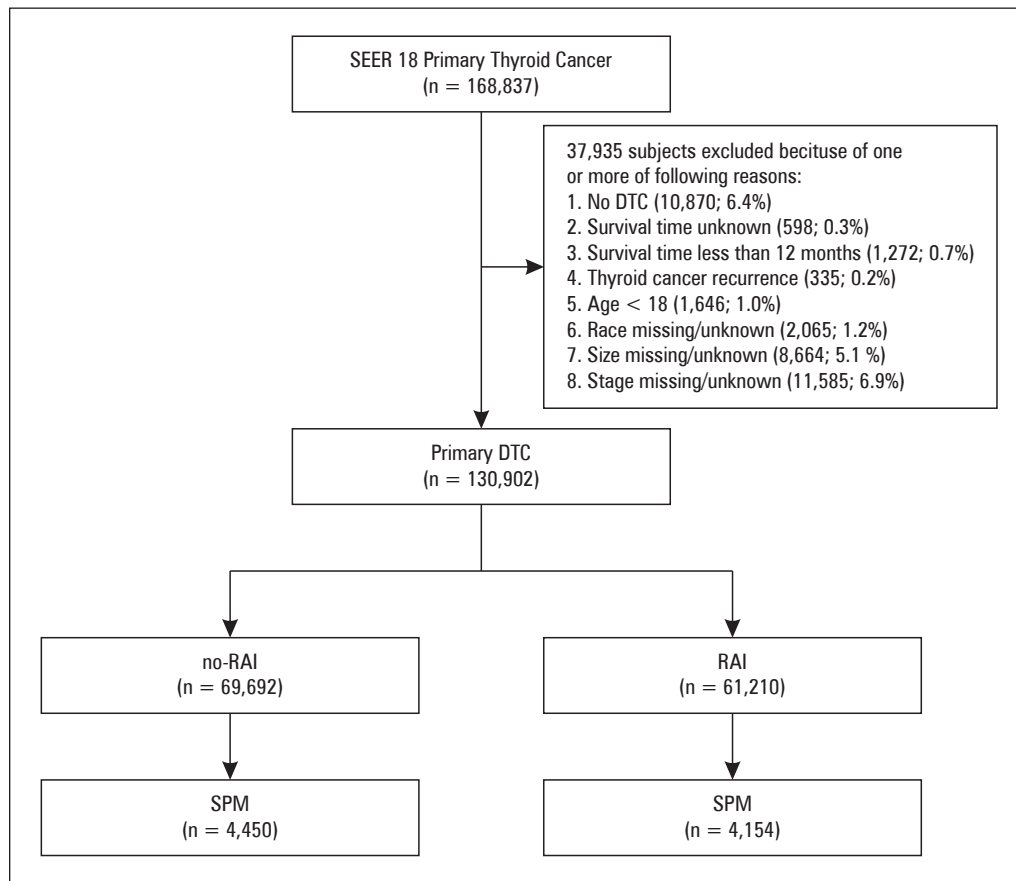 SEER 18 Primary Thyroid Cancer
(n = 168,837)
37,935 subjects excluded becituse of one
or more of following reasons:
1. No DTC (10,870; 6.4%)
2. Survival time unknown (598; 0.3%)
3. Survival time less than 12 months (1,272; 0.7%)
4. Thyroid cancer recurrence (335; 0.2%)
5. Age < 18 (1,646; 1.0%)
6. Race missing/unknown (2,065; 1.2%)
7. Size missing/unknown (8,664; 5.1 %)
8. Stage missing/unknown (11,585; 6.9%)
Primary DTC
(n = 130,902)
no-RAI
(n = 69,692)
RAI
(n = 61,210)
SPM
(n = 4,450)
SPM
(n = 4,154)